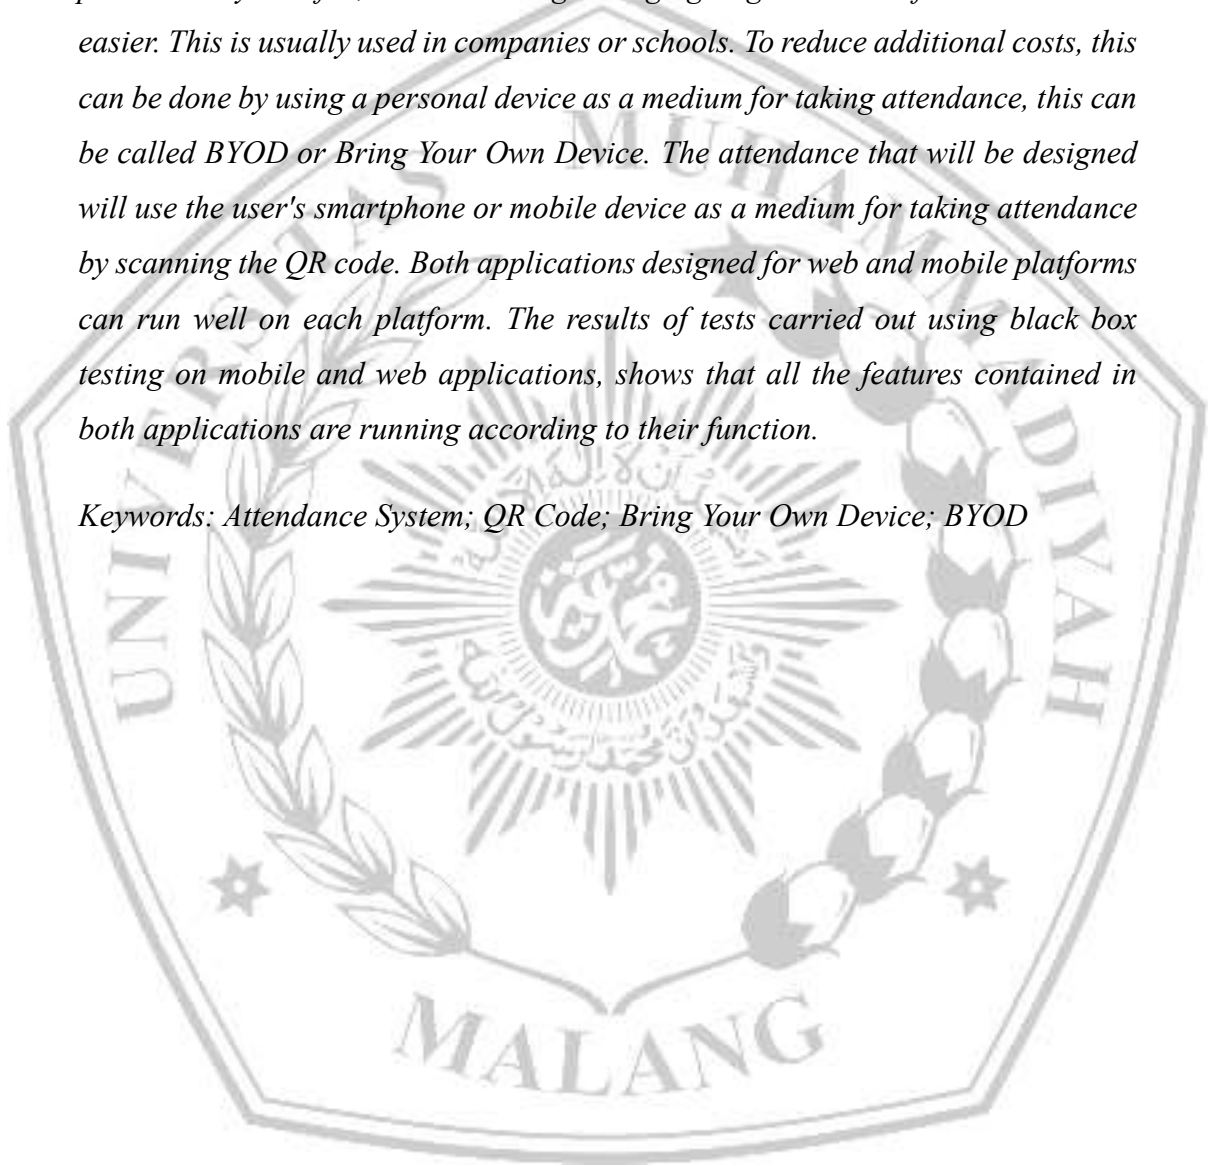 easier. This is usually used in companies or schools. To reduce additional costs, this
can be done by using a personal device as a medium for taking attendance, this can
be called BYOD or Bring Your Own Device. The attendance that will be designed
will use the user's smartphone or mobile device as a medium for taking attendance
by scanning the QR code. Both applications designed for web and mobile platforms
can run well on each platform. The results of tests carried out using black box
testing on mobile and web applications, shows that all the features contained in
both applications are running according to their function.
Keywords: Attendance System; QR Code; Bring Your Own Device; BYOD
UNIVERSITAS MUHAMMADIYAH
MALANG